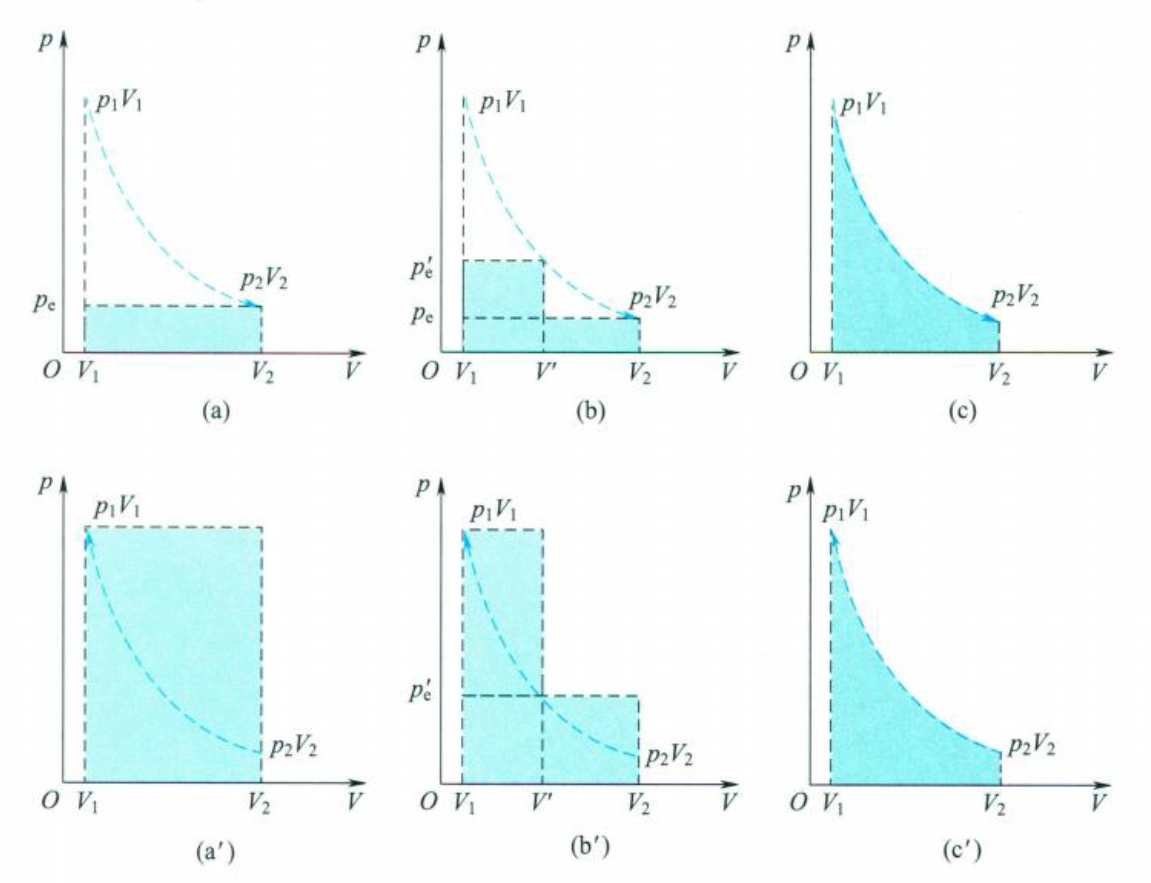 p p p
p₁V₁ p₁V₁ p₁V₁
pₑ′
pₑ p₂V₂ pₑ p₂V₂ p₂V₂
O V₁ V₂ V O V₁ V′ V₂ V O V₁ V₂ V
(a) (b) (c)
p p p
p₁V₁ p₁V₁ p₁V₁
pₑ′
p₂V₂ p₂V₂ p₂V₂
O V₁ V₂ V O V₁ V′ V₂ V O V₁ V₂ V
(a′) (b′) (c′)